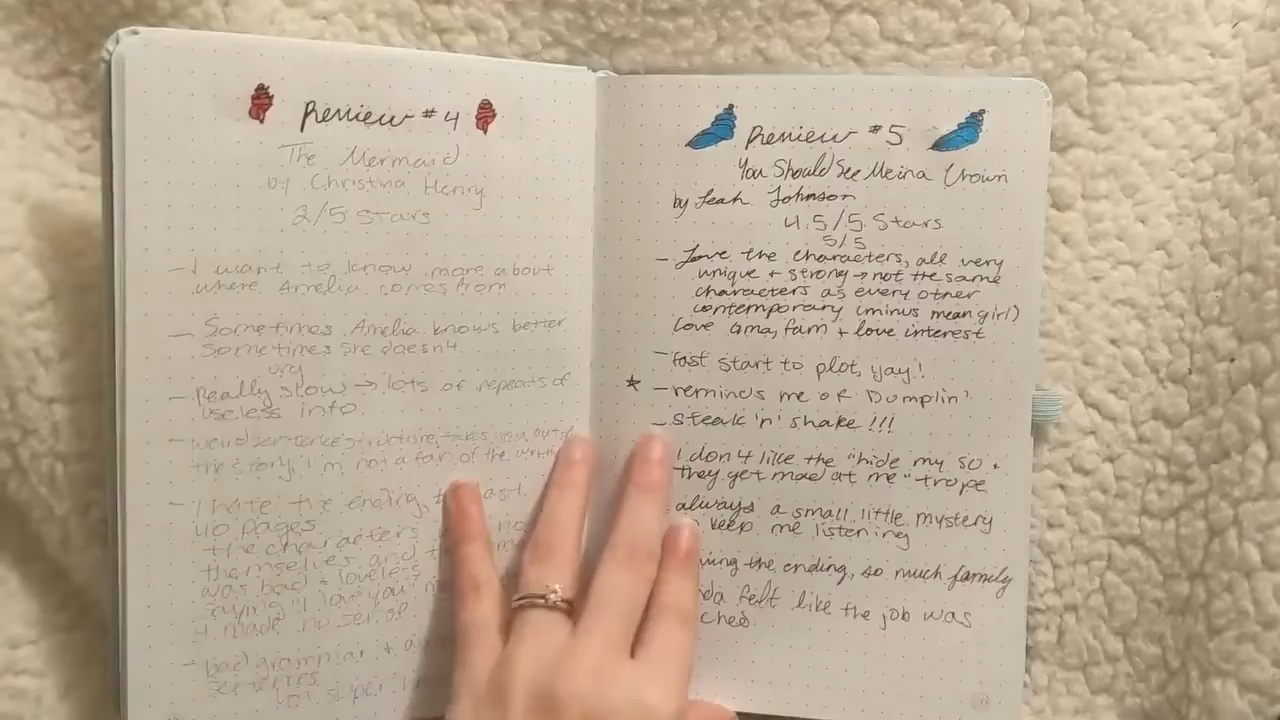 Review #4
The Mermaid
by Christina Henry
2/5 Stars
- I want to know more about
where Amelia comes from
- Sometimes Amelia knows better
sometimes she doesn't
very
- Really slow → lots of repeats of
useless info
- weird sentence structure, takes you out of
the story, I'm not a fan of the
- I hate the ending,
40 pages
the characters
themselves and
was bad + loveless
saying "I love you"
+ made no
- bad grammar +
sentences
Review #5
You Should See Me in a Crown
by Leah Johnson
4.5/5 Stars
5/5
- Love the characters, all very
unique + strong → not the same
characters as every other
contemporary (minus mean girl)
Love Gma, fam + love interest
- fast start to plot, yay!
- reminds me of Dumplin'
- Steak 'n' shake !!!
I don't like the "hide my SO +
they get mad at me" trope
always a small little mystery
keep me listening
the ending, so much family
felt like the job was